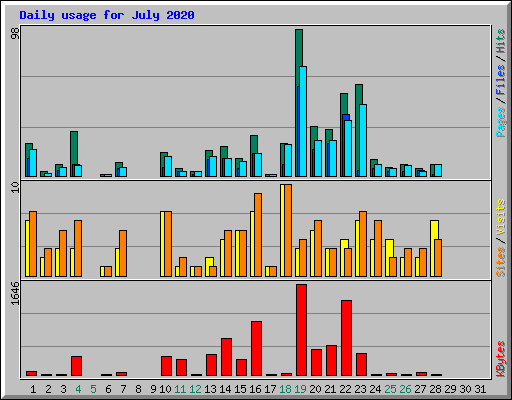 Daily usage for July 2020
98
Pages / Files / Hits
10
Sites / Visits
1646
KBytes
1 2 3 4 5 6 7 8 9 10 11 12 13 14 15 16 17 18 19 20 21 22 23 24 25 26 27 28 29 30 31